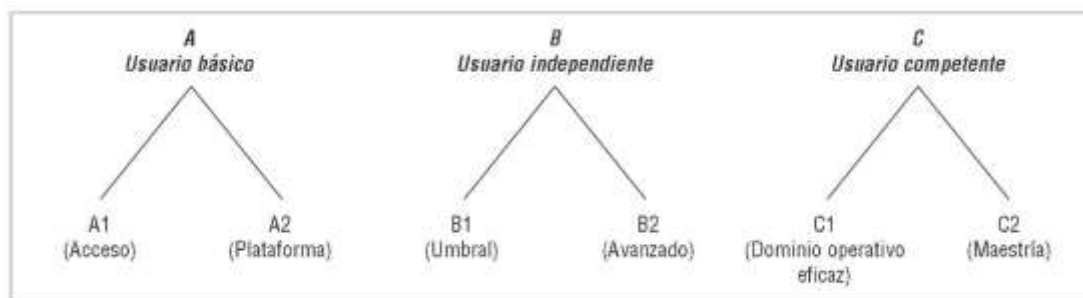 A
Usuario básico
B
Usuario independiente
C
Usuario competente
A1
(Acceso)
A2
(Plataforma)
B1
(Umbral)
B2
(Avanzado)
C1
(Dominio operativo
eficaz)
C2
(Maestría)